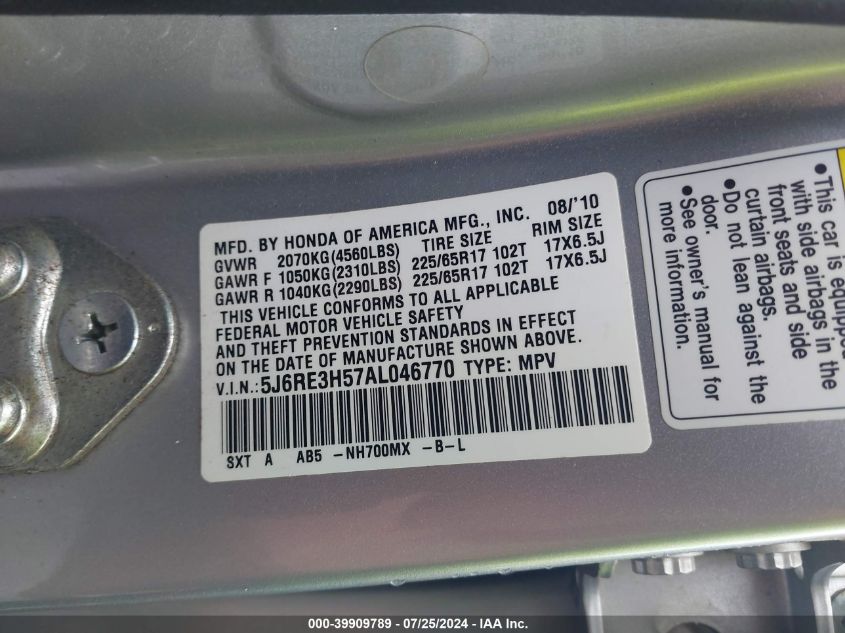 MFD. BY HONDA OF AMERICA MFG., INC. 08/'10
GVWR 2070KG(4560LBS) TIRE SIZE RIM SIZE
GAWR F 1050KG(2310LBS) 225/65R17 102T 17X6.5J
GAWR R 1040KG(2290LBS) 225/65R17 102T 17X6.5J
THIS VEHICLE CONFORMS TO ALL APPLICABLE
FEDERAL MOTOR VEHICLE SAFETY
AND THEFT PREVENTION STANDARDS IN EFFECT
ON THE DATE OF MANUFACTURE SHOWN ABOVE.
V.I.N.:5J6RE3H57AL046770 TYPE: MPV
SXT A AB5 -NH700MX -B-L
•This car is equipped
with side airbags in the
front seats and side
curtain airbags.
•Do not lean against the
door.
•See owner's manual for
more information.
000-39909789 - 07/25/2024 - IAA Inc.